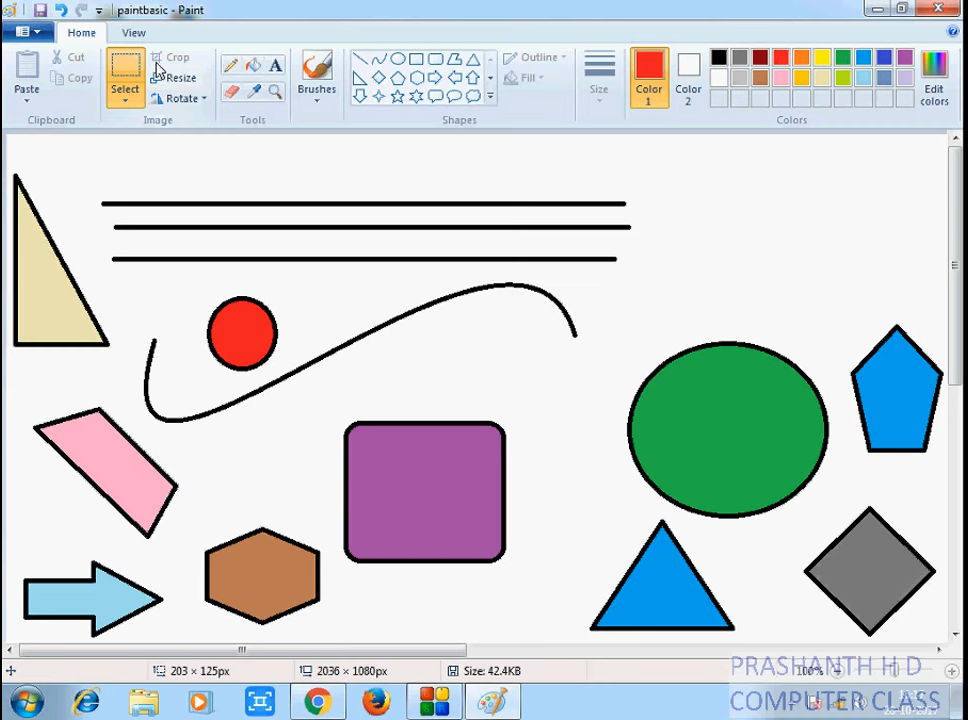 paintbasic - Paint
Home View
Paste
Cut
Copy
Clipboard
Select
Crop
Resize
Rotate
Image
A
Tools
Brushes
Outline
Fill
Shapes
Size
Color 1
Color 2
Edit colors
Colors
203 × 125px
2036 × 1080px
Size: 42.4KB
100%
PRASHANTH H D
COMPUTER CLASS